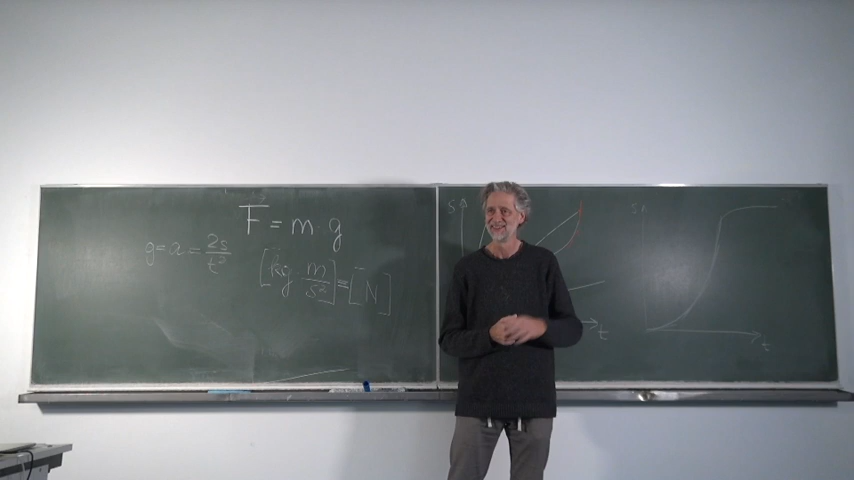 F = m · g
g = a = 2s/t²
[kg · m/s²] = [N]
S
t
S
t